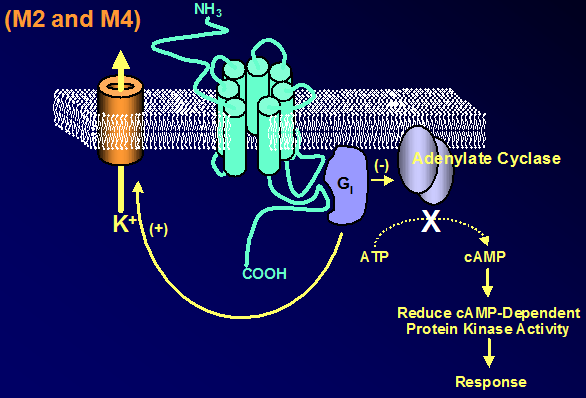 (M2 and M4)
NH3
(-)
Adenylate Cyclase
GI
K+
(+)
X
ATP
cAMP
COOH
Reduce cAMP-Dependent
Protein Kinase Activity
Response